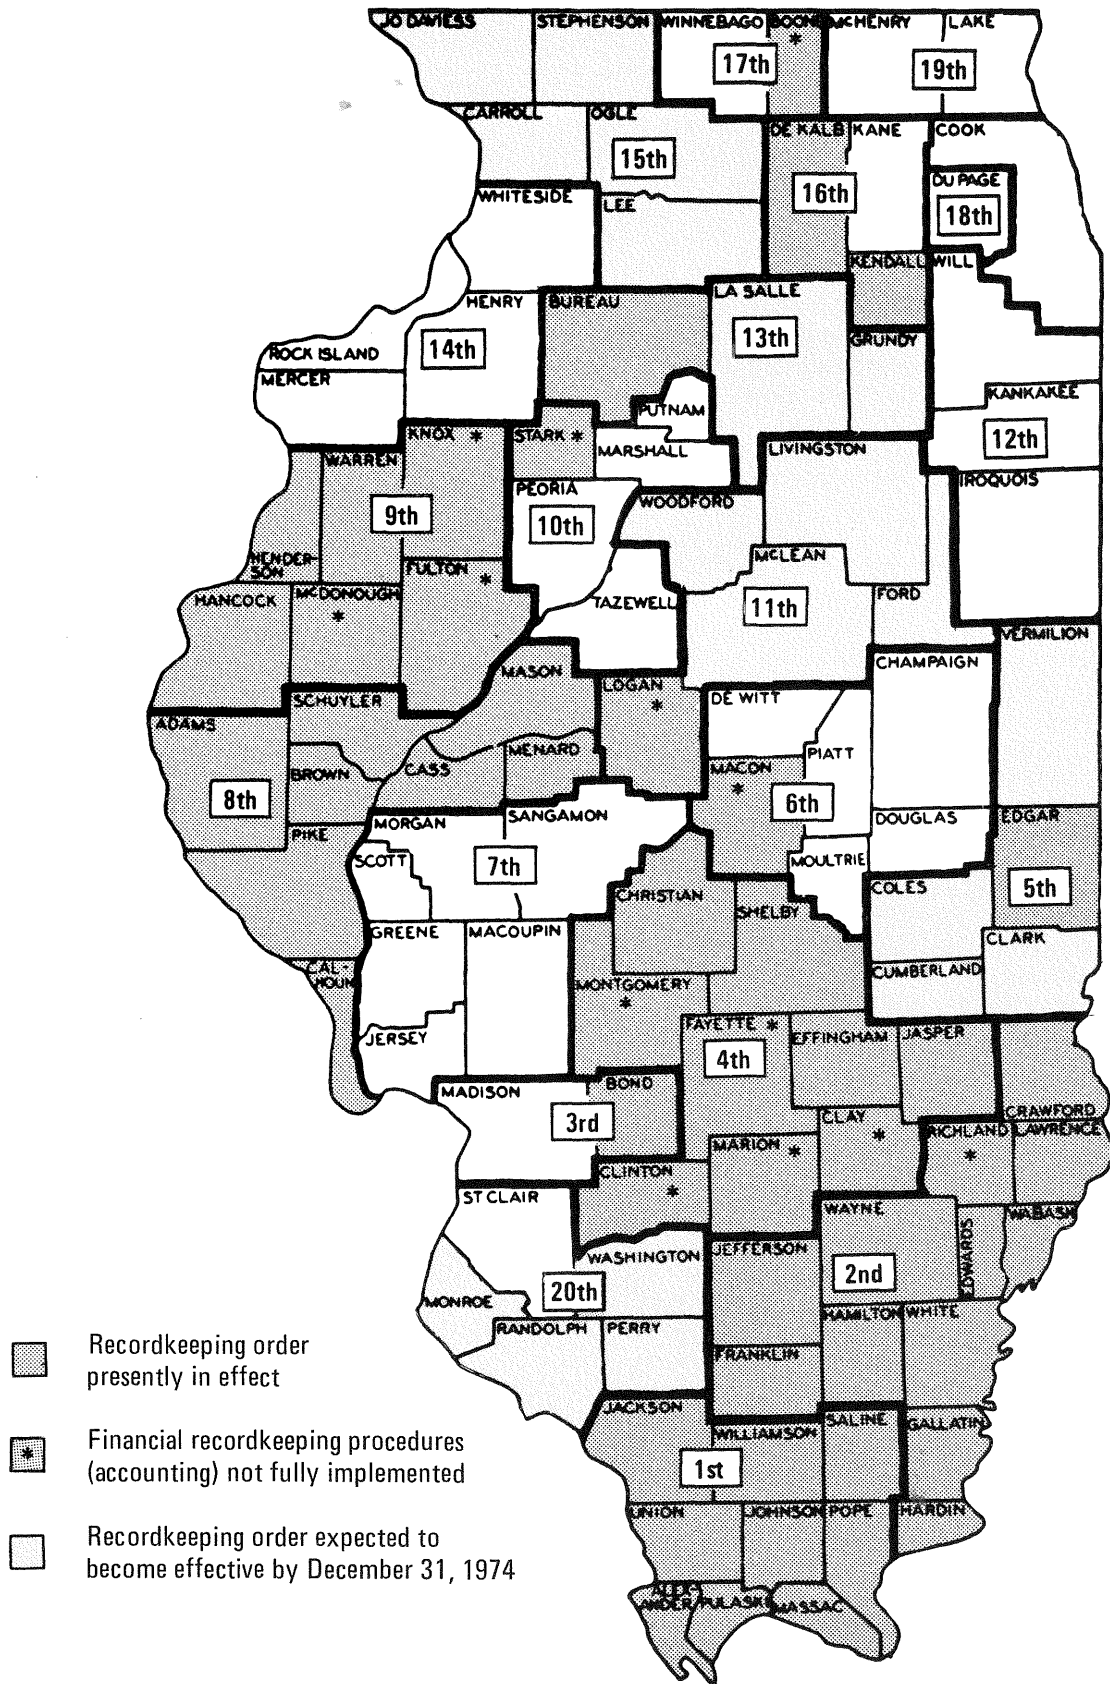 JO DAVIESS
STEPHENSON
WINNEBAGO
BOONE
*
McHENRY
LAKE
17th
19th
CARROLL
OGLE
DE KALB
KANE
COOK
15th
16th
DU PAGE
18th
WHITESIDE
LEE
KENDALL
WILL
HENRY
BUREAU
LA SALLE
14th
13th
GRUNDY
ROCK ISLAND
MERCER
PUTNAM
KANKAKEE
12th
KNOX *
STARK *
MARSHALL
LIVINGSTON
WARREN
9th
PEORIA
10th
WOODFORD
IROQUOIS
HENDER-
SON
FULTON
*
McLEAN
HANCOCK
McDONOUGH
*
TAZEWELL
11th
FORD
VERMILION
MASON
LOGAN
*
CHAMPAIGN
SCHUYLER
DE WITT
ADAMS
BROWN
CASS
MENARD
MACON
*
PIATT
8th
6th
PIKE
MORGAN
SANGAMON
DOUGLAS
EDGAR
SCOTT
7th
MOULTRIE
CHRISTIAN
SHELBY
COLES
5th
GREENE
MACOUPIN
CLARK
CAL-
HOUN
MONTGOMERY
*
CUMBERLAND
JERSEY
FAYETTE *
EFFINGHAM
JASPER
4th
MADISON
BOND
3rd
CLAY
*
CRAWFORD
RICHLAND
*
LAWRENCE
MARION *
CLINTON
*
ST CLAIR
WAYNE
EDWARDS
WABASH
WASHINGTON
JEFFERSON
2nd
20th
MONROE
RANDOLPH
PERRY
HAMILTON
WHITE
FRANKLIN
JACKSON
WILLIAMSON
SALINE
GALLATIN
1st
UNION
JOHNSON
POPE
HARDIN
ALEX-
ANDER
PULASKI
MASSAC
Recordkeeping order
presently in effect
*
Financial recordkeeping procedures
(accounting) not fully implemented
Recordkeeping order expected to
become effective by December 31, 1974